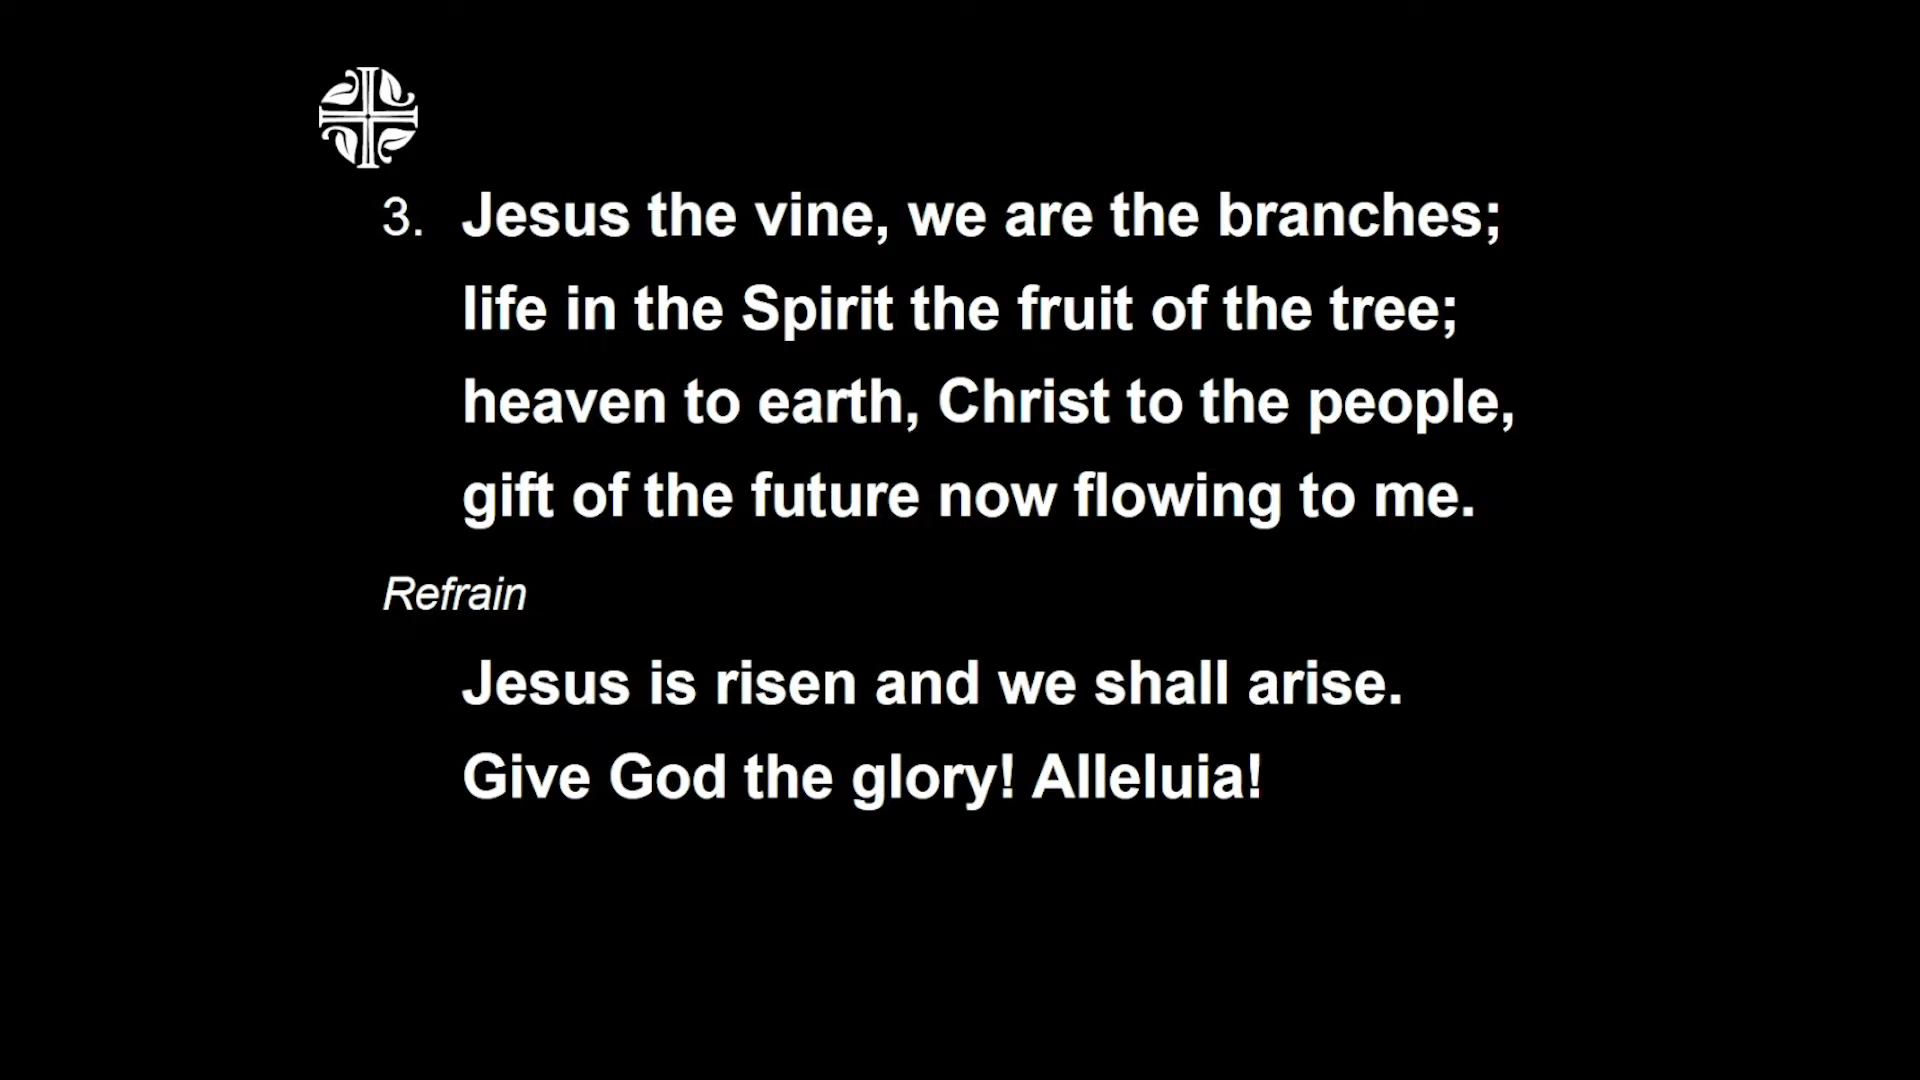 3. Jesus the vine, we are the branches;
life in the Spirit the fruit of the tree;
heaven to earth, Christ to the people,
gift of the future now flowing to me.
Refrain
Jesus is risen and we shall arise.
Give God the glory! Alleluia!